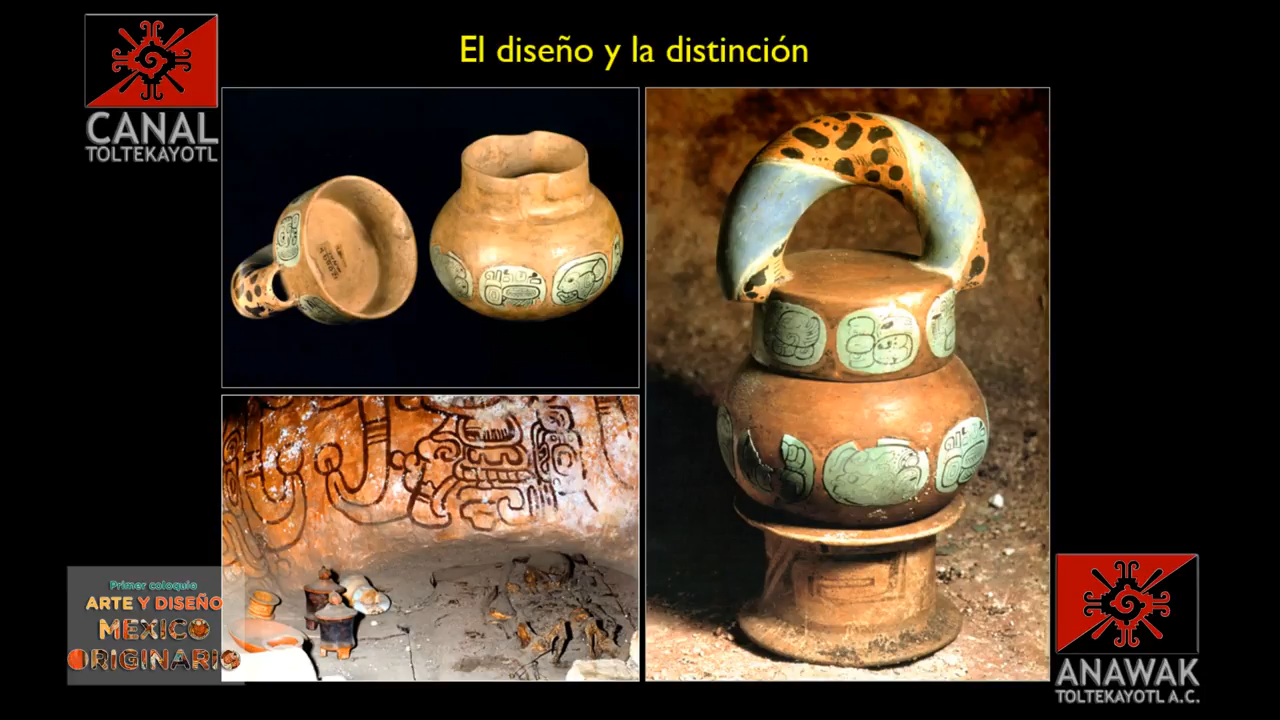 El diseño y la distinción
CANAL
TOLTEKAYOTL
Primer coloquio
ARTE Y DISEÑO
MEXICO
ORIGINARIO
ANAWAK
TOLTEKAYOTL A.C.